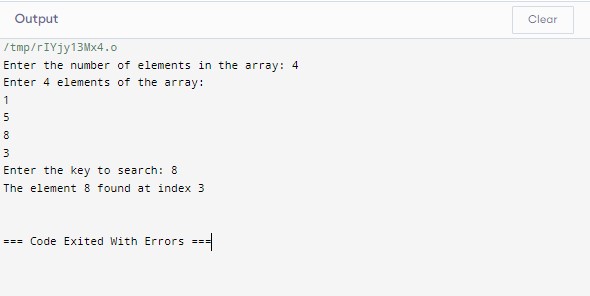 Output
Clear
/tmp/rIYjy13Mx4.o
Enter the number of elements in the array: 4
Enter 4 elements of the array:
1
5
8
3
Enter the key to search: 8
The element 8 found at index 3
=== Code Exited With Errors ===